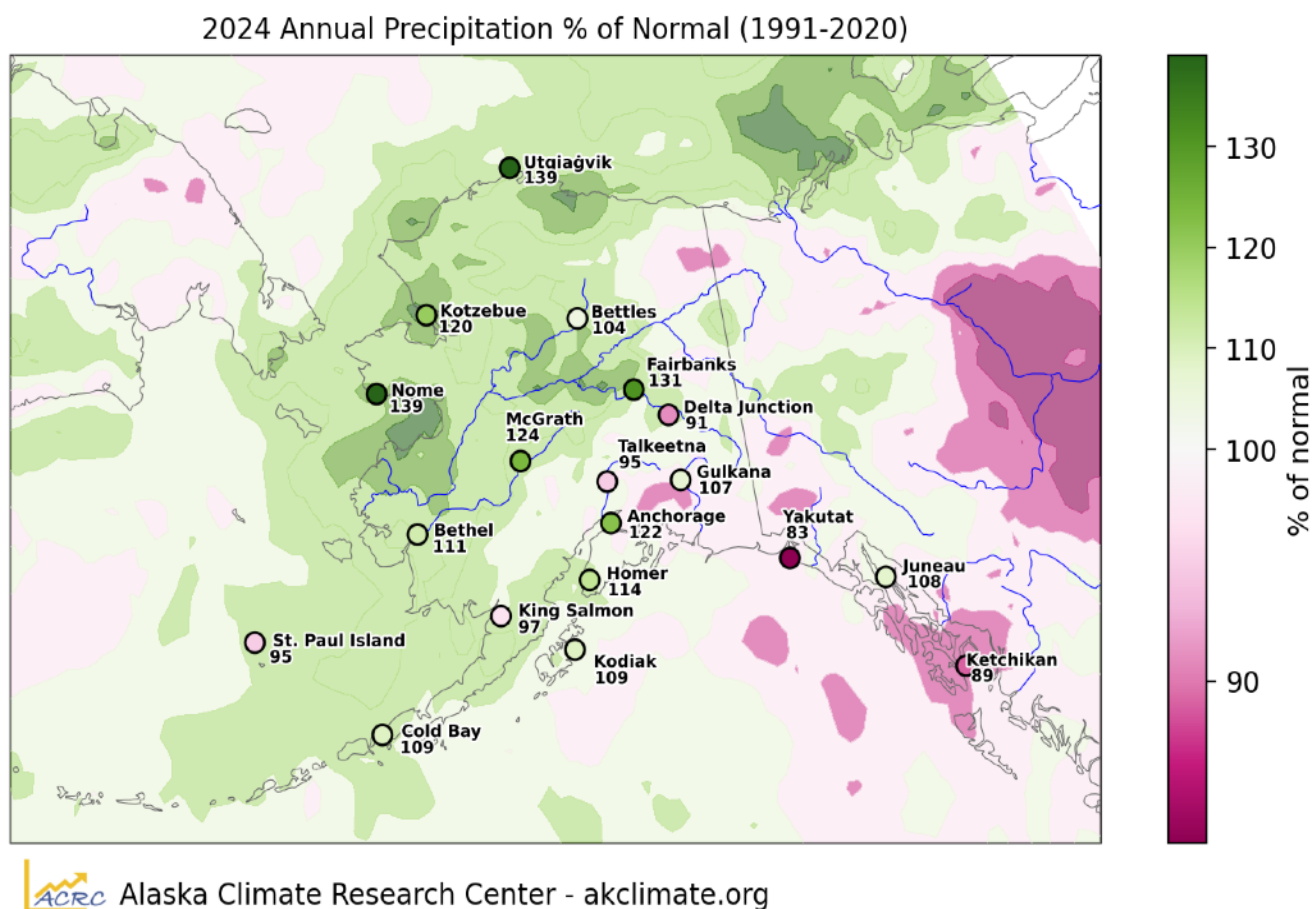 2024 Annual Precipitation % of Normal (1991-2020)
Utqiaġvik
139
Kotzebue
120
Bettles
104
Nome
139
Fairbanks
131
Delta Junction
91
McGrath
124
Talkeetna
95
Gulkana
107
Anchorage
122
Yakutat
83
Bethel
111
Homer
114
Juneau
108
King Salmon
97
St. Paul Island
95
Kodiak
109
Ketchikan
89
Cold Bay
109
130
120
110
100
90
% of normal
ACRC Alaska Climate Research Center - akclimate.org